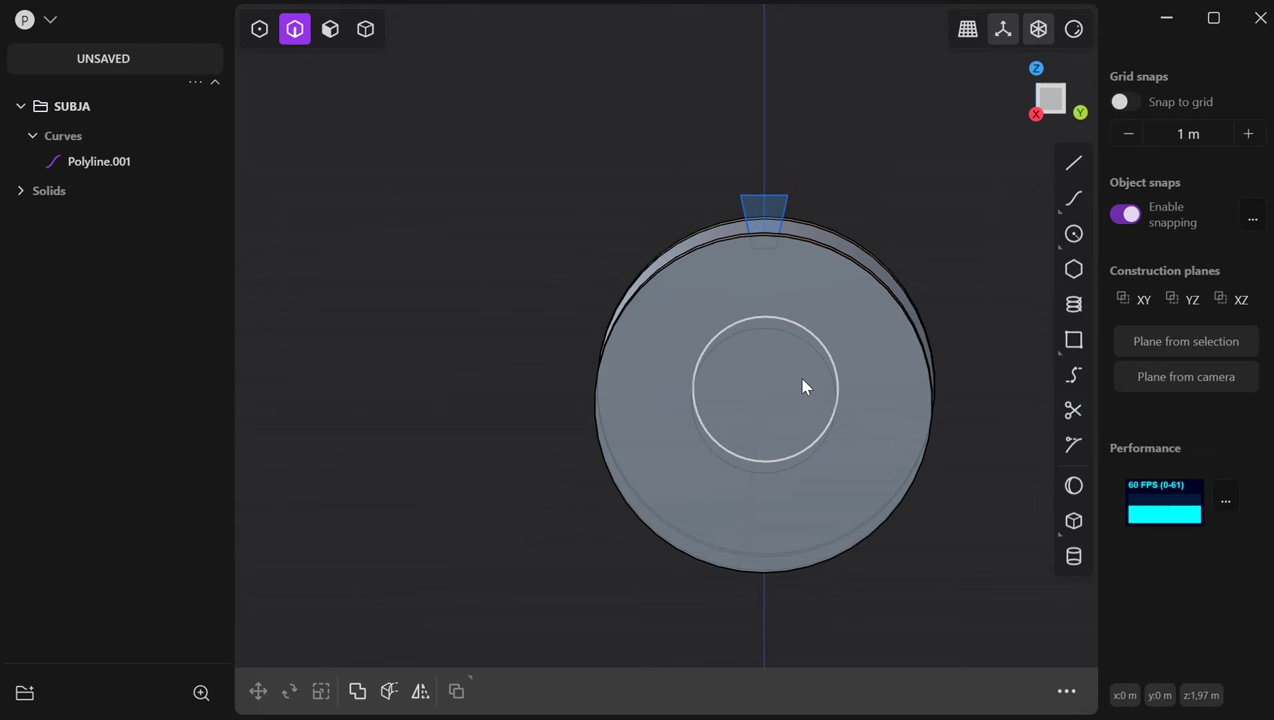 P
UNSAVED
SUBJA
Curves
Polyline.001
Solids
Z
X
Y
Grid snaps
Snap to grid
1 m
Object snaps
Enable
snapping
...
Construction planes
XY
YZ
XZ
Plane from selection
Plane from camera
Performance
60 FPS (0-61)
...
x:0 m
y:0 m
z:1,97 m